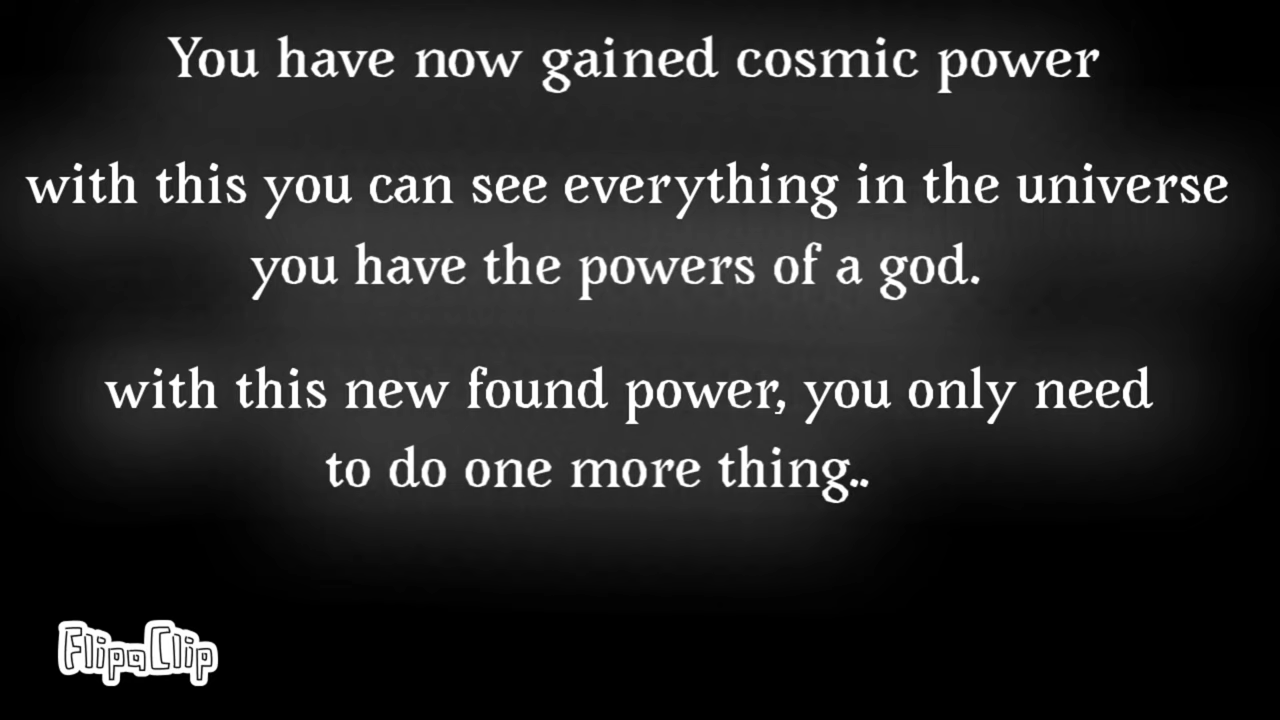 You have now gained cosmic power
with this you can see everything in the universe
you have the powers of a god.
with this new found power, you only need
to do one more thing..
FlipaClip